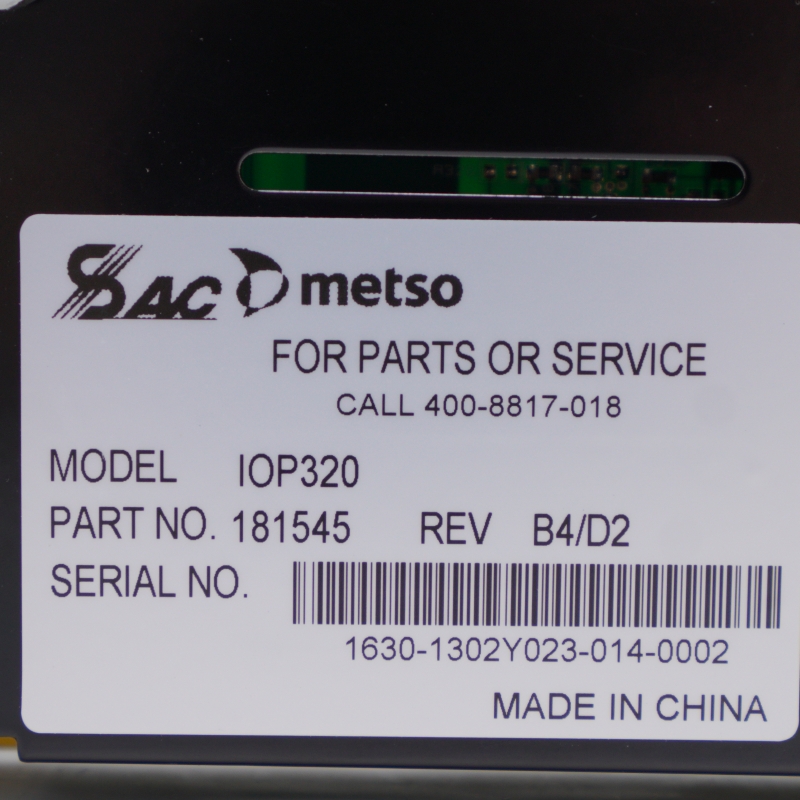 SAC metso
FOR PARTS OR SERVICE
CALL 400-8817-018
MODEL IOP320
PART NO. 181545 REV B4/D2
SERIAL NO.
1630-1302Y023-014-0002
MADE IN CHINA